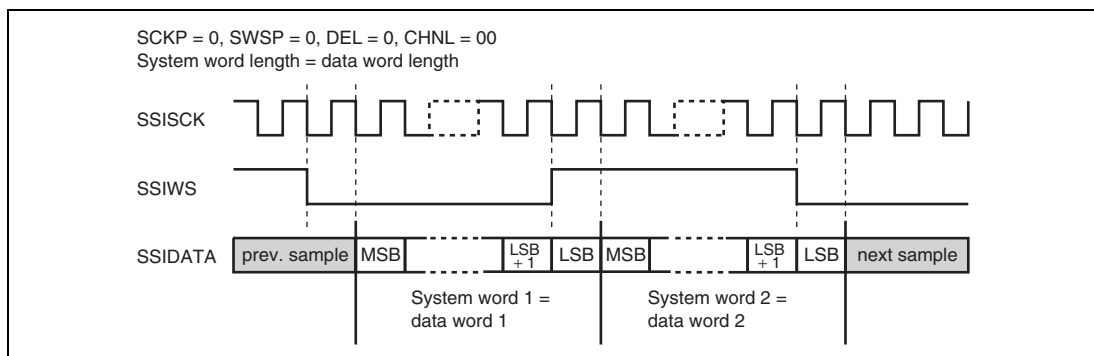 SCKP = 0, SWSP = 0, DEL = 0, CHNL = 00
System word length = data word length
SSISCK
SSIWS
SSIDATA
prev. sample
MSB
LSB
+ 1
LSB
MSB
LSB
+ 1
LSB
next sample
System word 1 =
data word 1
System word 2 =
data word 2